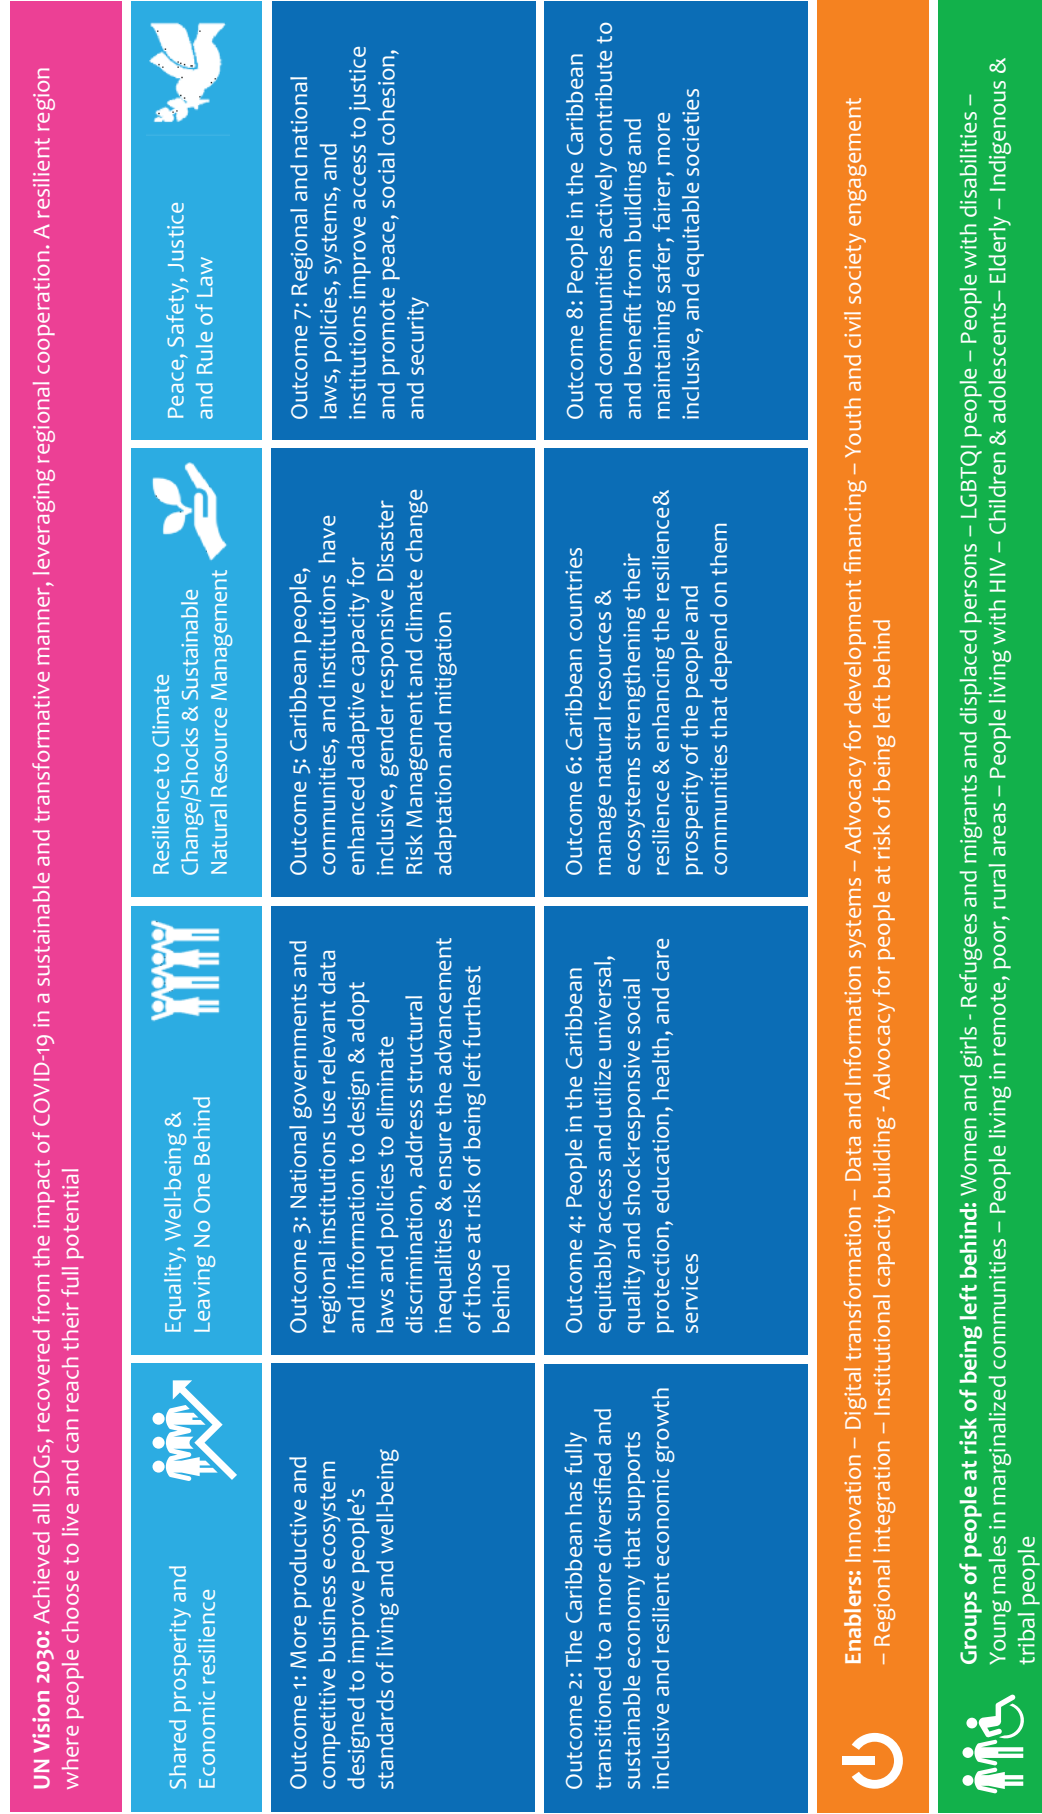 UN Vision 2030: Achieved all SDGs, recovered from the impact of COVID-19 in a sustainable and transformative manner, leveraging regional cooperation. A resilient region
where people choose to live and can reach their full potential
Shared prosperity and
Economic resilience
Equality, Well-being &
Leaving No One Behind
Resilience to Climate
Change/Shocks & Sustainable
Natural Resource Management
Peace, Safety, Justice
and Rule of Law
Outcome 1: More productive and
competitive business ecosystem
designed to improve people's
standards of living and well-being
Outcome 3: National governments and
regional institutions use relevant data
and information to design & adopt
laws and policies to eliminate
discrimination, address structural
inequalities & ensure the advancement
of those at risk of being left furthest
behind
Outcome 5: Caribbean people,
communities, and institutions have
enhanced adaptive capacity for
inclusive, gender responsive Disaster
Risk Management and climate change
adaptation and mitigation
Outcome 7: Regional and national
laws, policies, systems, and
institutions improve access to justice
and promote peace, social cohesion,
and security
Outcome 2: The Caribbean has fully
transitioned to a more diversified and
sustainable economy that supports
inclusive and resilient economic growth
Outcome 4: People in the Caribbean
equitably access and utilize universal,
quality and shock-responsive social
protection, education, health, and care
services
Outcome 6: Caribbean countries
manage natural resources &
ecosystems strengthening their
resilience & enhancing the resilience&
prosperity of the people and
communities that depend on them
Outcome 8: People in the Caribbean
and communities actively contribute to
and benefit from building and
maintaining safer, fairer, more
inclusive, and equitable societies
Enablers: Innovation – Digital transformation – Data and Information systems – Advocacy for development financing – Youth and civil society engagement
– Regional integration – Institutional capacity building - Advocacy for people at risk of being left behind
Groups of people at risk of being left behind: Women and girls - Refugees and migrants and displaced persons – LGBTQI people – People with disabilities –
Young males in marginalized communities – People living in remote, poor, rural areas – People living with HIV – Children & adolescents– Elderly – Indigenous &
tribal people